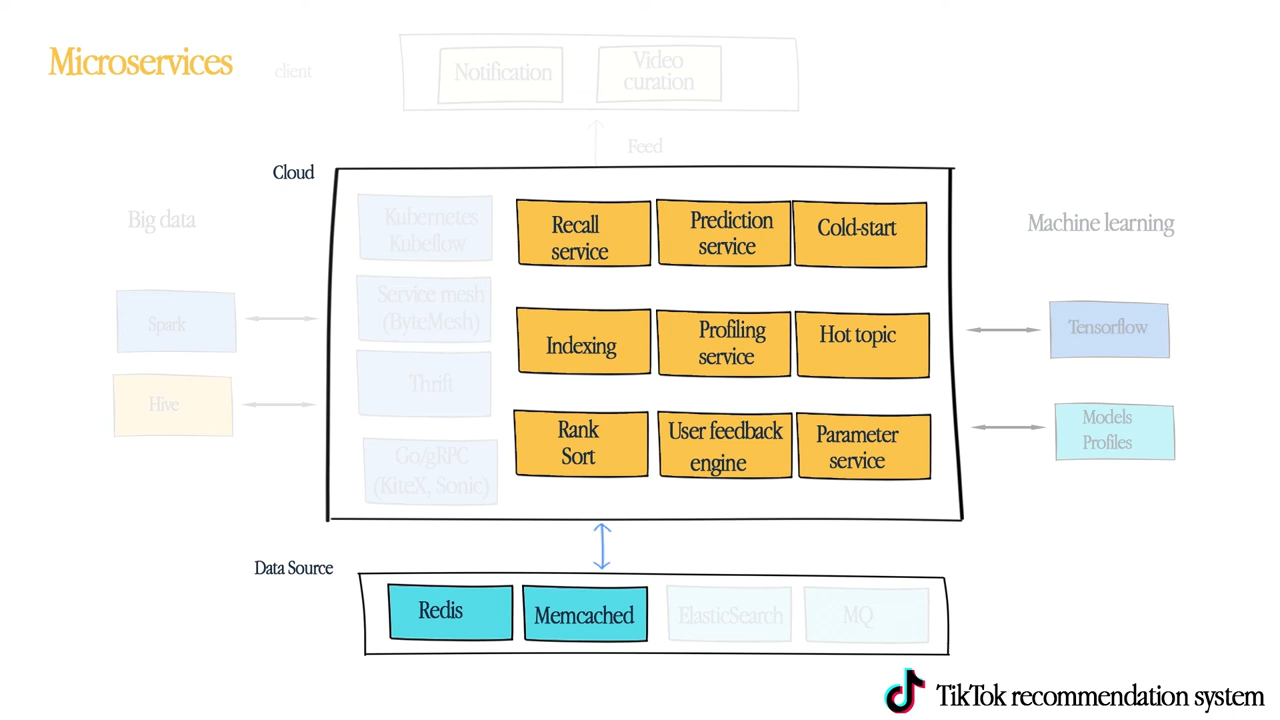 Microservices
client
Notification
Video
curation
Feed
Cloud
Big data
Machine learning
Kubernetes
Kubeflow
Recall
service
Prediction
service
Cold-start
Spark
Service mesh
(ByteMesh)
Indexing
Profiling
service
Hot topic
Tensorflow
Hive
Thrift
Rank
Sort
User feedback
engine
Parameter
service
Models
Profiles
Go/gRPC
(KiteX, Sonic)
Data Source
Redis
Memcached
ElasticSearch
MQ
TikTok recommendation system